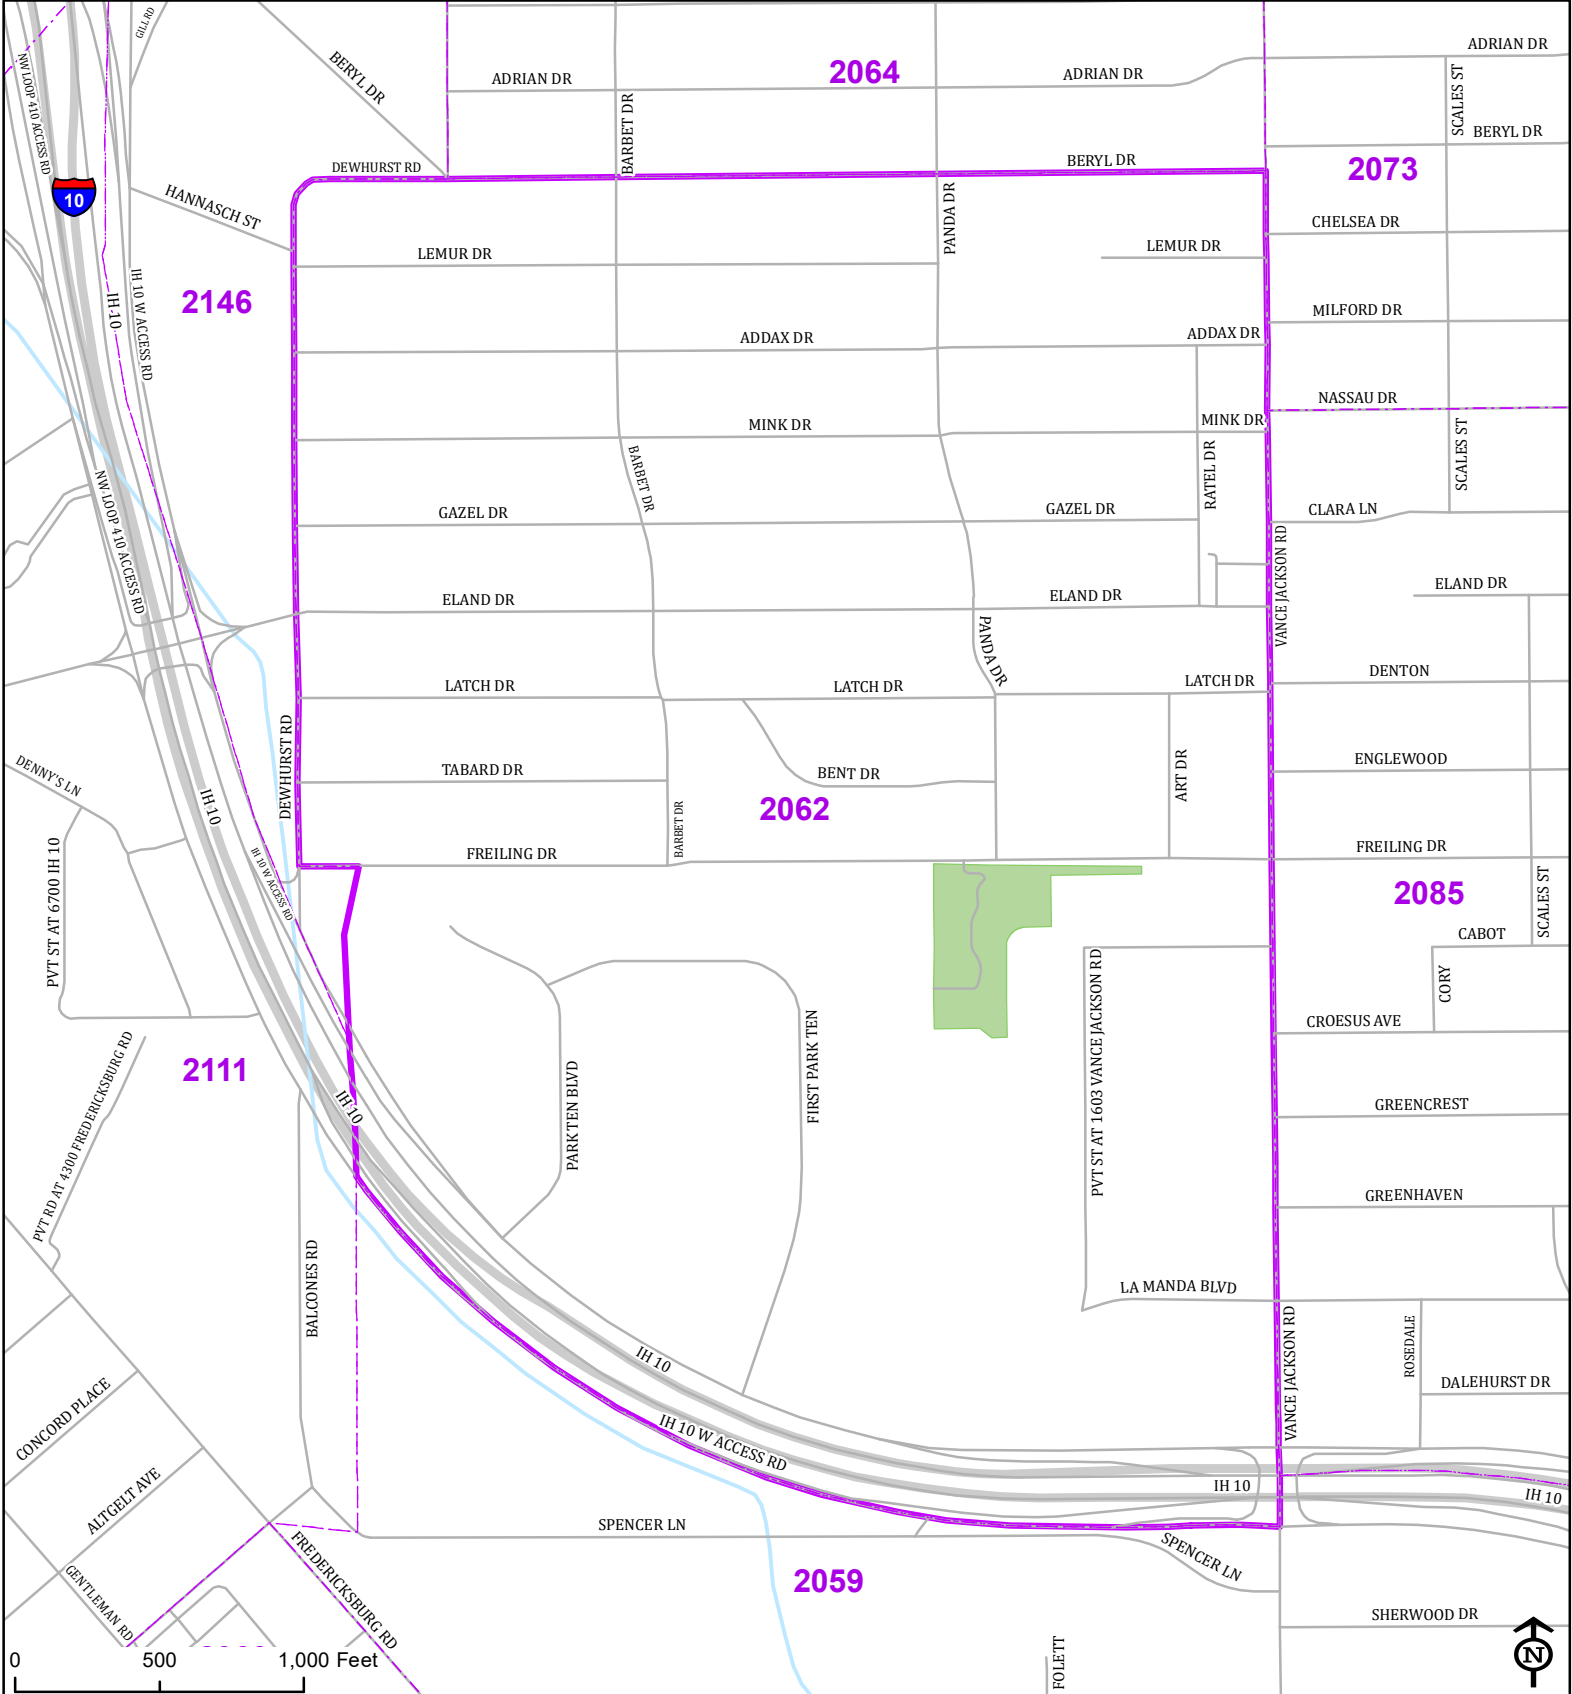 GILL RD
ADRIAN DR
NW LOOP 410 ACCESS RD
BERYL DR
ADRIAN DR
2064
ADRIAN DR
SCALES ST
BARBET DR
BERYL DR
DEWHURST RD
BERYL DR
2073
10
HANNASCH ST
PANDA DR
CHELSEA DR
LEMUR DR
LEMUR DR
IH 10
IH 10 W ACCESS RD
2146
MILFORD DR
ADDAX DR
ADDAX DR
NASSAU DR
MINK DR
MINK DR
BARBET DR
RATEL DR
SCALES ST
NW LOOP 410 ACCESS RD
GAZEL DR
GAZEL DR
CLARA LN
VANCE JACKSON RD
ELAND DR
ELAND DR
ELAND DR
PANDA DR
LATCH DR
LATCH DR
LATCH DR
DENTON
DEWHURST RD
DENNY'S LN
TABARD DR
BENT DR
ART DR
ENGLEWOOD
IH 10
2062
BARBET DR
FREILING DR
FREILING DR
PVT ST AT 6700 IH 10
IH 10 W ACCESS RD
2085
SCALES ST
CABOT
CORY
PVT ST AT 1603 VANCE JACKSON RD
CROESUS AVE
PVT RD AT 4300 FREDERICKSBURG RD
2111
IH 10
PARK TEN BLVD
FIRST PARK TEN
GREENCREST
GREENHAVEN
BALCONES RD
LA MANDA BLVD
ROSEDALE
VANCE JACKSON RD
IH 10
DALEHURST DR
CONCORD PLACE
IH 10 W ACCESS RD
IH 10
IH 10
ALTGELT AVE
SPENCER LN
SPENCER LN
FREDERICKSBURG RD
2059
GENTLEMAN RD
SHERWOOD DR
N
FOLETT
0 500 1,000 Feet